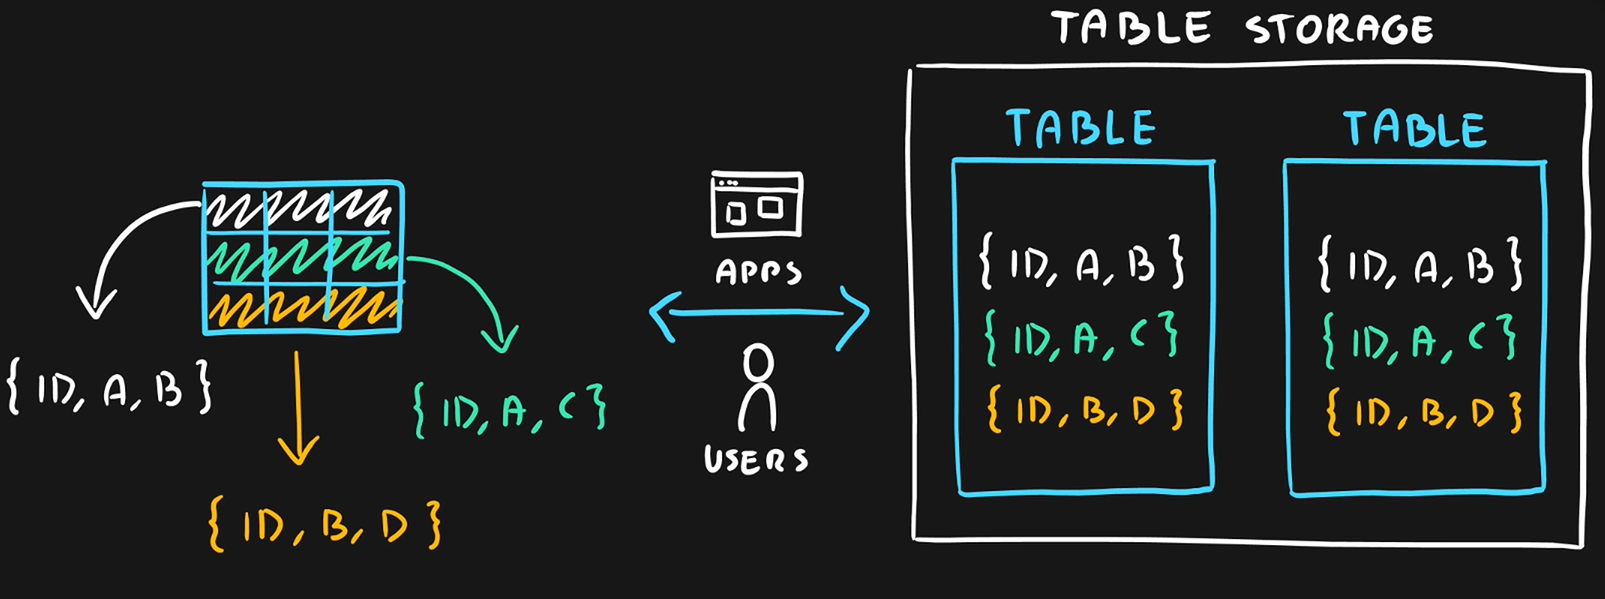 TABLE STORAGE
TABLE
TABLE
{ ID, A, B }
{ ID, A, C }
{ ID, B, D }
APPS
USERS
{ ID, A, B }
{ ID, A, C }
{ ID, B, D }
{ ID, A, B }
{ ID, A, C }
{ ID, B, D }